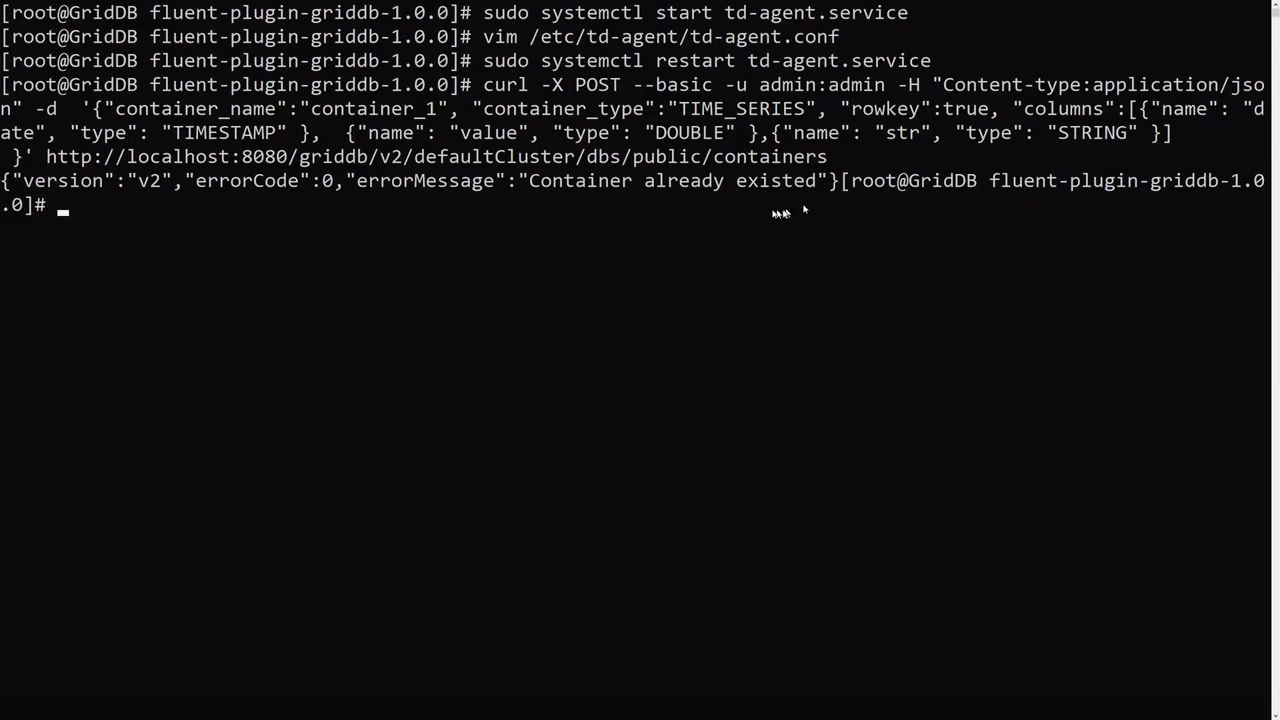 [root@GridDB fluent-plugin-griddb-1.0.0]# sudo systemctl start td-agent.service
[root@GridDB fluent-plugin-griddb-1.0.0]# vim /etc/td-agent/td-agent.conf
[root@GridDB fluent-plugin-griddb-1.0.0]# sudo systemctl restart td-agent.service
[root@GridDB fluent-plugin-griddb-1.0.0]# curl -X POST --basic -u admin:admin -H "Content-type:application/jso
n" -d  '{"container_name":"container_1", "container_type":"TIME_SERIES", "rowkey":true, "columns":[{"name": "d
ate", "type": "TIMESTAMP" },  {"name": "value", "type": "DOUBLE" },{"name": "str", "type": "STRING" }]
 }' http://localhost:8080/griddb/v2/defaultCluster/dbs/public/containers
{"version":"v2","errorCode":0,"errorMessage":"Container already existed"}[root@GridDB fluent-plugin-griddb-1.0
.0]#